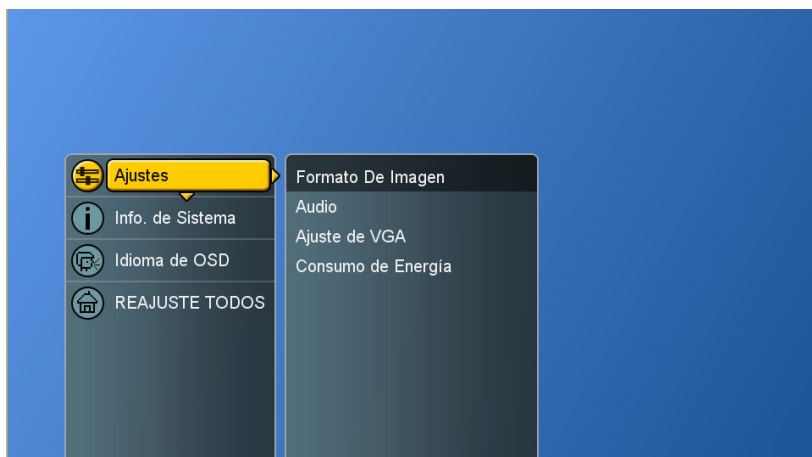 Ajustes
Info. de Sistema
Idioma de OSD
REAJUSTE TODOS
Formato De Imagen
Audio
Ajuste de VGA
Consumo de Energía